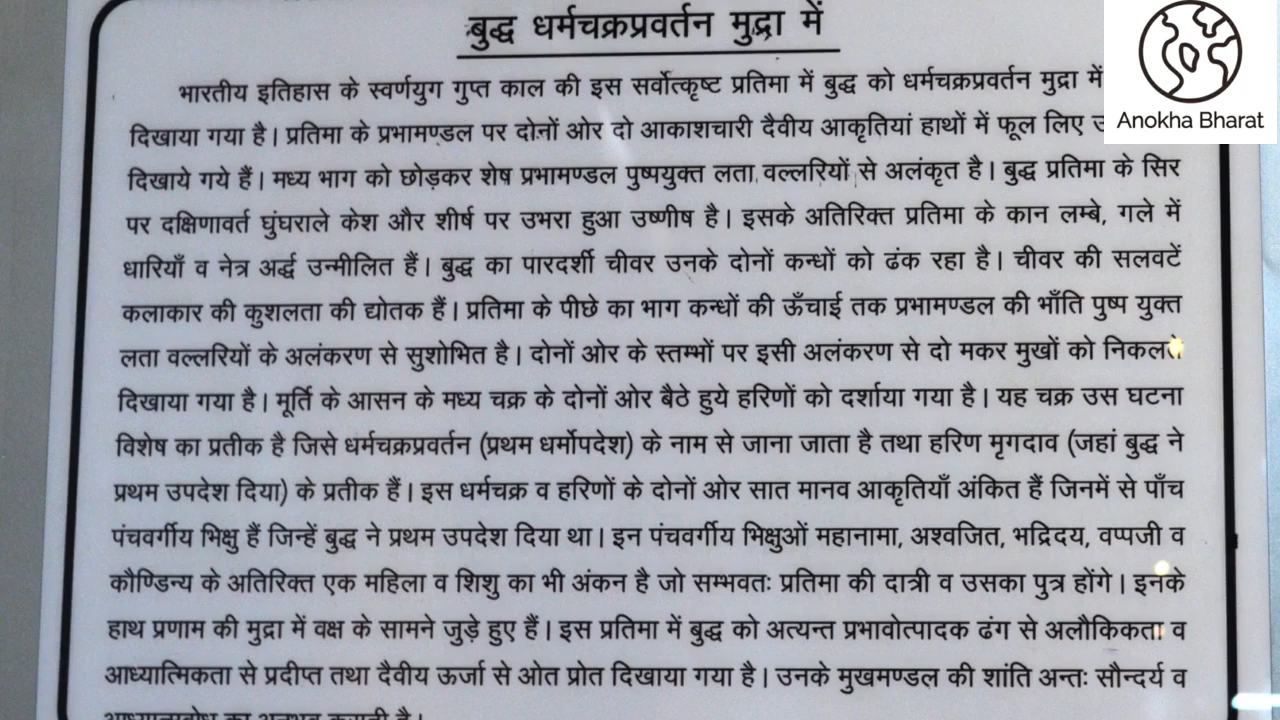 बुद्ध धर्मचक्रप्रवर्तन मुद्रा में
Anokha Bharat
भारतीय इतिहास के स्वर्णयुग गुप्त काल की इस सर्वोत्कृष्ट प्रतिमा में बुद्ध को धर्मचक्रप्रवर्तन मुद्रा में
दिखाया गया है। प्रतिमा के प्रभामण्डल पर दोनों ओर दो आकाशचारी दैवीय आकृतियां हाथों में फूल लिए
दिखाये गये हैं। मध्य भाग को छोड़कर शेष प्रभामण्डल पुष्पयुक्त लता वल्लरियों से अलंकृत है। बुद्ध प्रतिमा के सिर
पर दक्षिणावर्त घुंघराले केश और शीर्ष पर उभरा हुआ उष्णीष है। इसके अतिरिक्त प्रतिमा के कान लम्बे, गले में
धारियाँ व नेत्र अर्द्ध उन्मीलित हैं। बुद्ध का पारदर्शी चीवर उनके दोनों कन्धों को ढंक रहा है। चीवर की सलवटें
कलाकार की कुशलता की द्योतक हैं। प्रतिमा के पीछे का भाग कन्धों की ऊँचाई तक प्रभामण्डल की भाँति पुष्प युक्त
लता वल्लरियों के अलंकरण से सुशोभित है। दोनों ओर के स्तम्भों पर इसी अलंकरण से दो मकर मुखों को निकलते
दिखाया गया है। मूर्ति के आसन के मध्य चक्र के दोनों ओर बैठे हुये हरिणों को दर्शाया गया है। यह चक्र उस घटना
विशेष का प्रतीक है जिसे धर्मचक्रप्रवर्तन (प्रथम धर्मोपदेश) के नाम से जाना जाता है तथा हरिण मृगदाव (जहां बुद्ध ने
प्रथम उपदेश दिया) के प्रतीक हैं। इस धर्मचक्र व हरिणों के दोनों ओर सात मानव आकृतियाँ अंकित हैं जिनमें से पाँच
पंचवर्गीय भिक्षु हैं जिन्हें बुद्ध ने प्रथम उपदेश दिया था। इन पंचवर्गीय भिक्षुओं महानामा, अश्वजित, भद्रिदय, वप्पजी व
कौण्डिन्य के अतिरिक्त एक महिला व शिशु का भी अंकन है जो सम्भवतः प्रतिमा की दात्री व उसका पुत्र होंगे। इनके
हाथ प्रणाम की मुद्रा में वक्ष के सामने जुड़े हुए हैं। इस प्रतिमा में बुद्ध को अत्यन्त प्रभावोत्पादक ढंग से अलौकिकता व
आध्यात्मिकता से प्रदीप्त तथा दैवीय ऊर्जा से ओत प्रोत दिखाया गया है। उनके मुखमण्डल की शांति अन्तः सौन्दर्य व